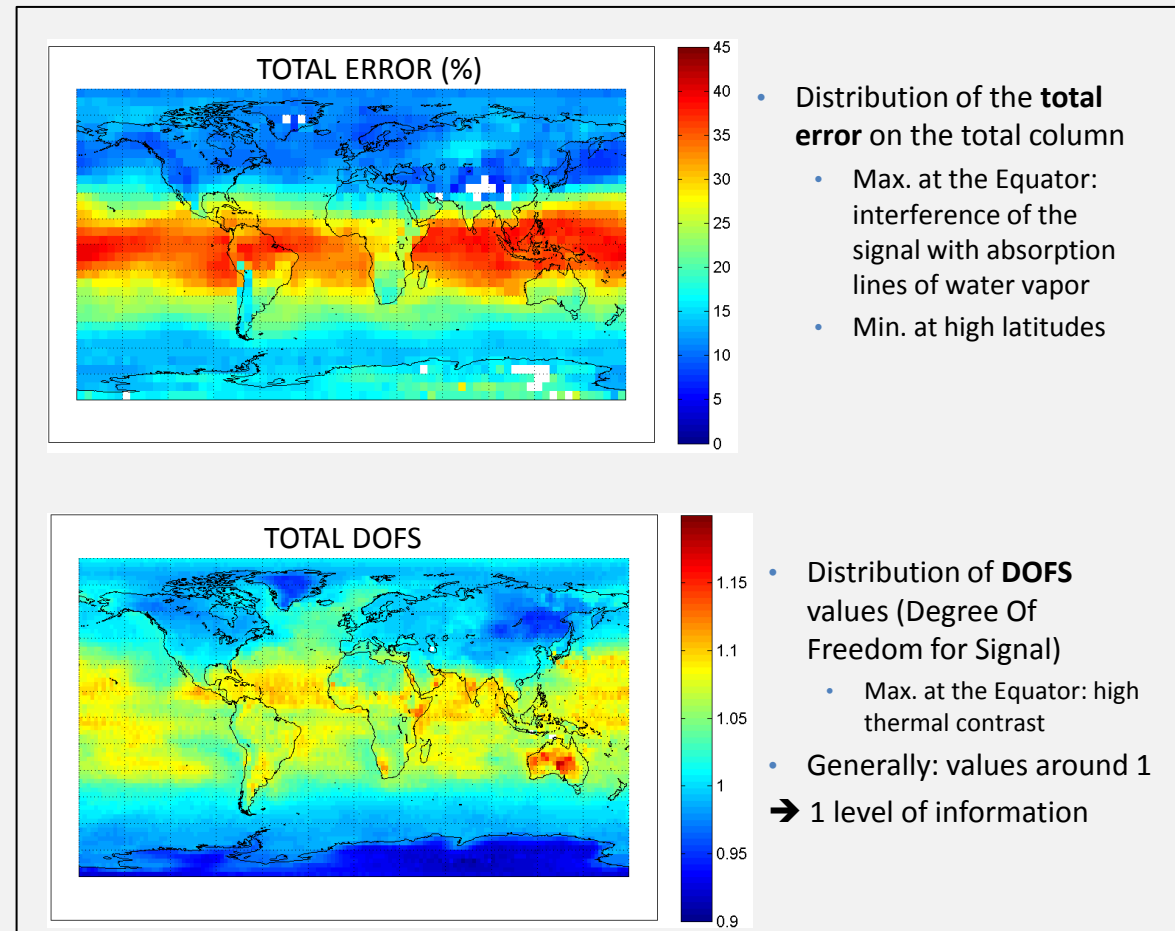 TOTAL ERROR (%)
45
40
35
30
25
20
15
10
5
0
• Distribution of the total
error on the total column
• Max. at the Equator:
interference of the
signal with absorption
lines of water vapor
• Min. at high latitudes
TOTAL DOFS
1.15
1.1
1.05
1
0.95
0.9
• Distribution of DOFS
values (Degree Of
Freedom for Signal)
• Max. at the Equator: high
thermal contrast
• Generally: values around 1
➔ 1 level of information